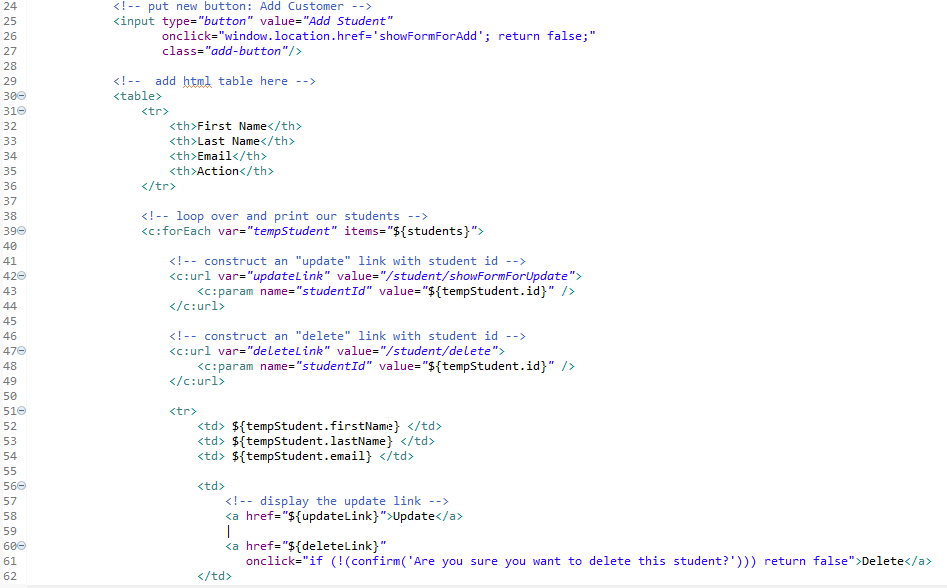 24 <!-- put new button: Add Customer -->
25 <input type="button" value="Add Student"
26 onclick="window.location.href='showFormForAdd'; return false;"
27 class="add-button"/>
28
29 <!--  add html table here -->
30 <table>
31 <tr>
32 <th>First Name</th>
33 <th>Last Name</th>
34 <th>Email</th>
35 <th>Action</th>
36 </tr>
37
38 <!-- loop over and print our students -->
39 <c:forEach var="tempStudent" items="${students}">
40
41 <!-- construct an "update" link with student id -->
42 <c:url var="updateLink" value="/student/showFormForUpdate">
43 <c:param name="studentId" value="${tempStudent.id}" />
44 </c:url>
45
46 <!-- construct an "delete" link with student id -->
47 <c:url var="deleteLink" value="/student/delete">
48 <c:param name="studentId" value="${tempStudent.id}" />
49 </c:url>
50
51 <tr>
52 <td> ${tempStudent.firstName} </td>
53 <td> ${tempStudent.lastName} </td>
54 <td> ${tempStudent.email} </td>
55
56 <td>
57 <!-- display the update link -->
58 <a href="${updateLink}">Update</a>
59 |
60 <a href="${deleteLink}"
61 onclick="if (!(confirm('Are you sure you want to delete this student?'))) return false">Delete</a>
62 </td>